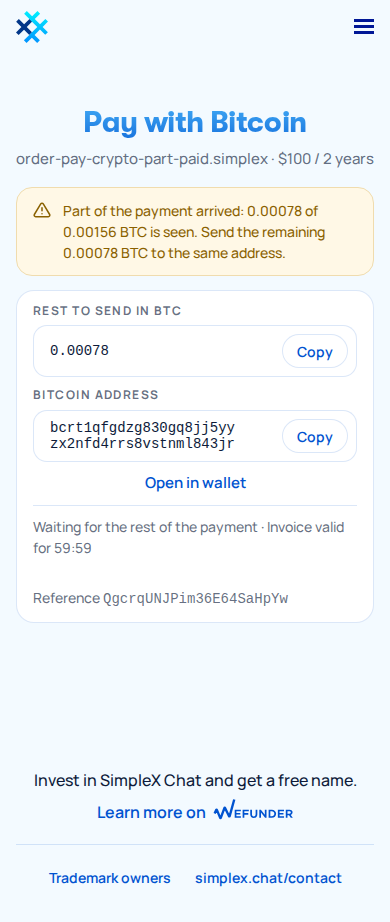 Pay with Bitcoin
order-pay-crypto-part-paid.simplex · $100 / 2 years
Part of the payment arrived: 0.00078 of
0.00156 BTC is seen. Send the remaining
0.00078 BTC to the same address.
REST TO SEND IN BTC
0.00078
Copy
BITCOIN ADDRESS
bcrt1qfgdzg830gq8jj5yy
zx2nfd4rrs8vstnml843jr
Copy
Open in wallet
Waiting for the rest of the payment · Invoice valid
for 59:59
Reference QgcrqUNJPim36E64SaHpYw
Invest in SimpleX Chat and get a free name.
Learn more on WEFUNDER
Trademark owners simplex.chat/contact